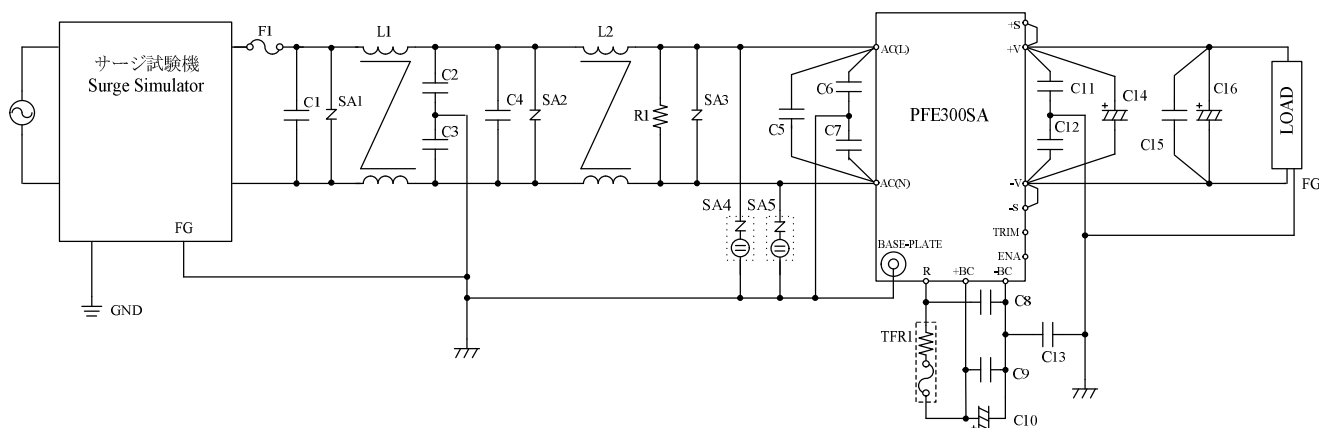 サージ試験機
Surge Simulator
FG
GND
F1
L1
L2
C1
SA1
C2
C3
C4
SA2
R1
SA3
SA4
SA5
C5
C6
C7
AC(L)
AC(N)
BASE-PLATE
PFE300SA
+S
+V
-V
-S
TRIM
ENA
R
+BC
-BC
C11
C12
C14
C15
C16
LOAD
FG
TFR1
C8
C9
C10
C13